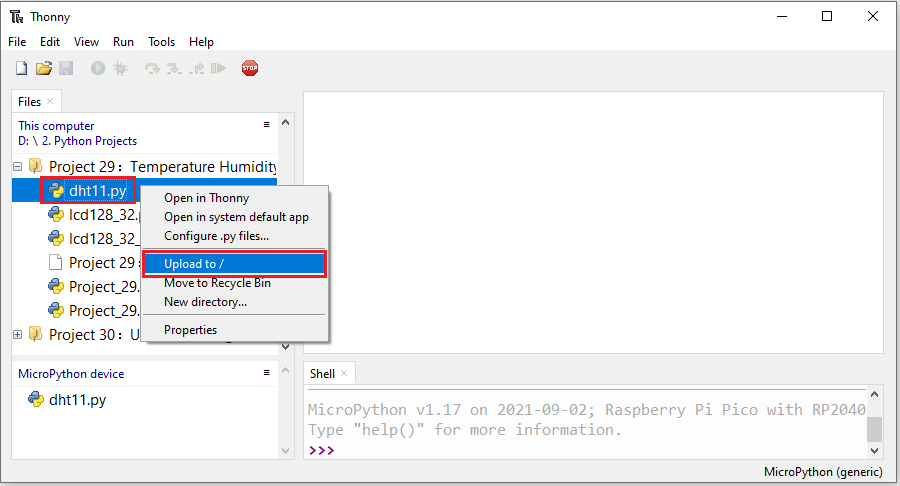 Thonny
File Edit View Run Tools Help
STOP
Files
This computer
D: \ 2. Python Projects
Project 29：Temperature Humidity
dht11.py
lcd128_32.
lcd128_32_
Project 29
Project_29.
Project_29.
Project 30：U
Open in Thonny
Open in system default app
Configure .py files...
Upload to /
Move to Recycle Bin
New directory...
Properties
MicroPython device
dht11.py
Shell
MicroPython v1.17 on 2021-09-02; Raspberry Pi Pico with RP2040
Type "help()" for more information.
>>>
MicroPython (generic)